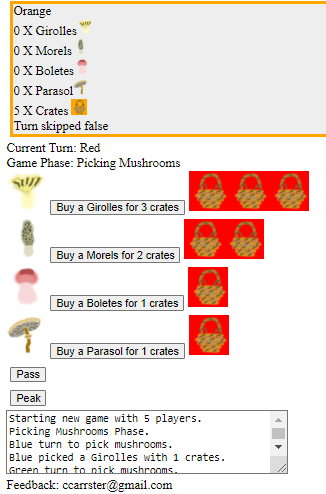 Orange
0 X Girolles
0 X Morels
0 X Boletes
0 X Parasol
5 X Crates
Turn skipped false
Current Turn: Red
Game Phase: Picking Mushrooms
Buy a Girolles for 3 crates
Buy a Morels for 2 crates
Buy a Boletes for 1 crates
Buy a Parasol for 1 crates
Pass
Peak
Starting new game with 5 players.
Picking Mushrooms Phase.
Blue turn to pick mushrooms.
Blue picked a Girolles with 1 crates.
Green turn to pick mushrooms.
Feedback: ccarrster@gmail.com